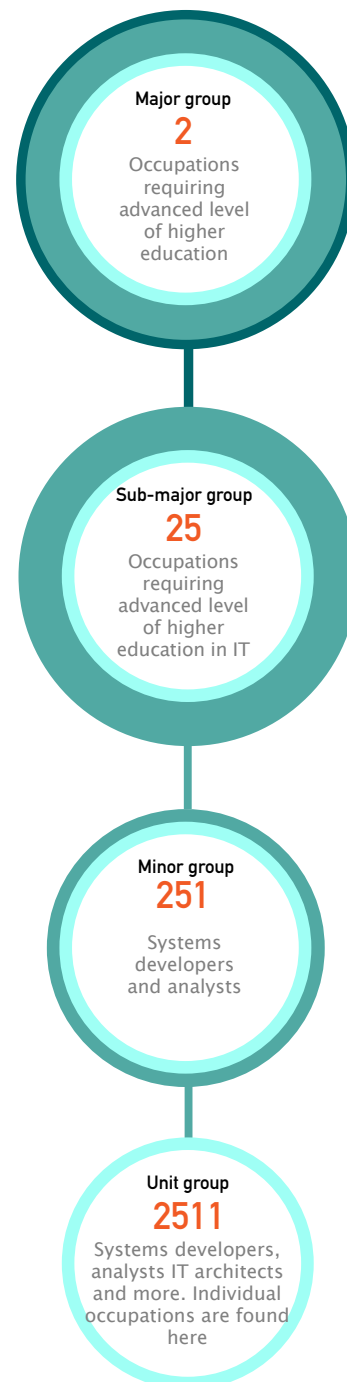 Major group
2
Occupations
requiring
advanced level
of higher
education
Sub-major group
25
Occupations
requiring
advanced level
of higher
education in IT
Minor group
251
Systems
developers
and analysts
Unit group
2511
Systems developers,
analysts IT architects
and more. Individual
occupations are found
here